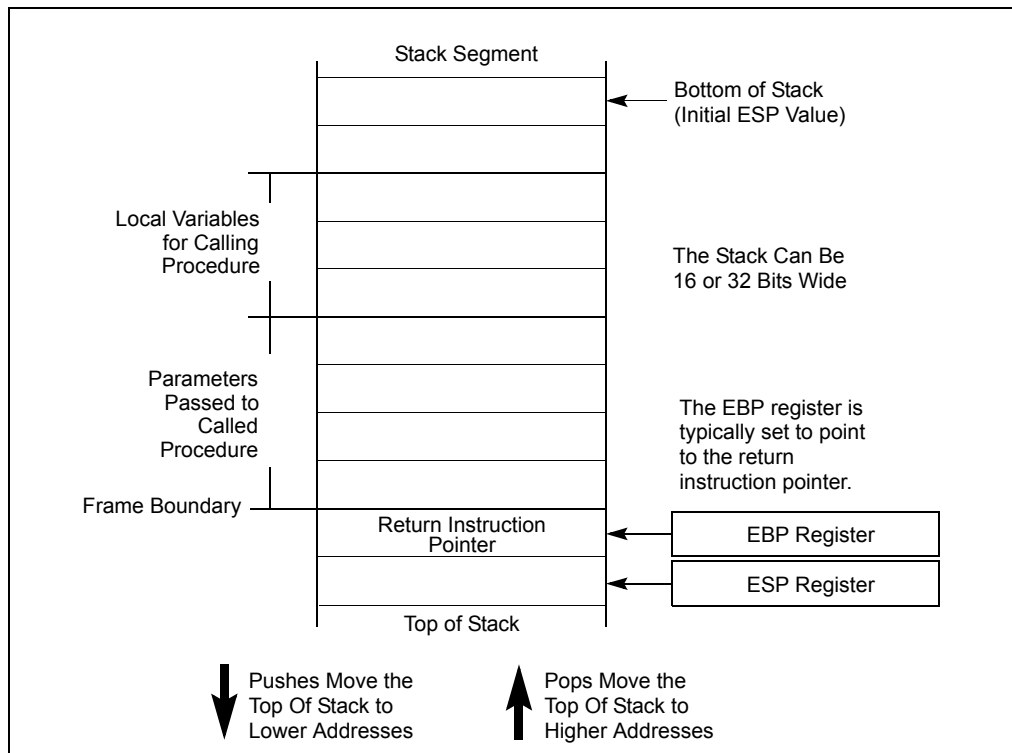 Stack Segment
Bottom of Stack
(Initial ESP Value)
Local Variables
for Calling
Procedure
The Stack Can Be
16 or 32 Bits Wide
Parameters
Passed to
Called
Procedure
The EBP register is
typically set to point
to the return
instruction pointer.
Frame Boundary
Return Instruction
Pointer
EBP Register
ESP Register
Top of Stack
Pushes Move the
Top Of Stack to
Lower Addresses
Pops Move the
Top Of Stack to
Higher Addresses